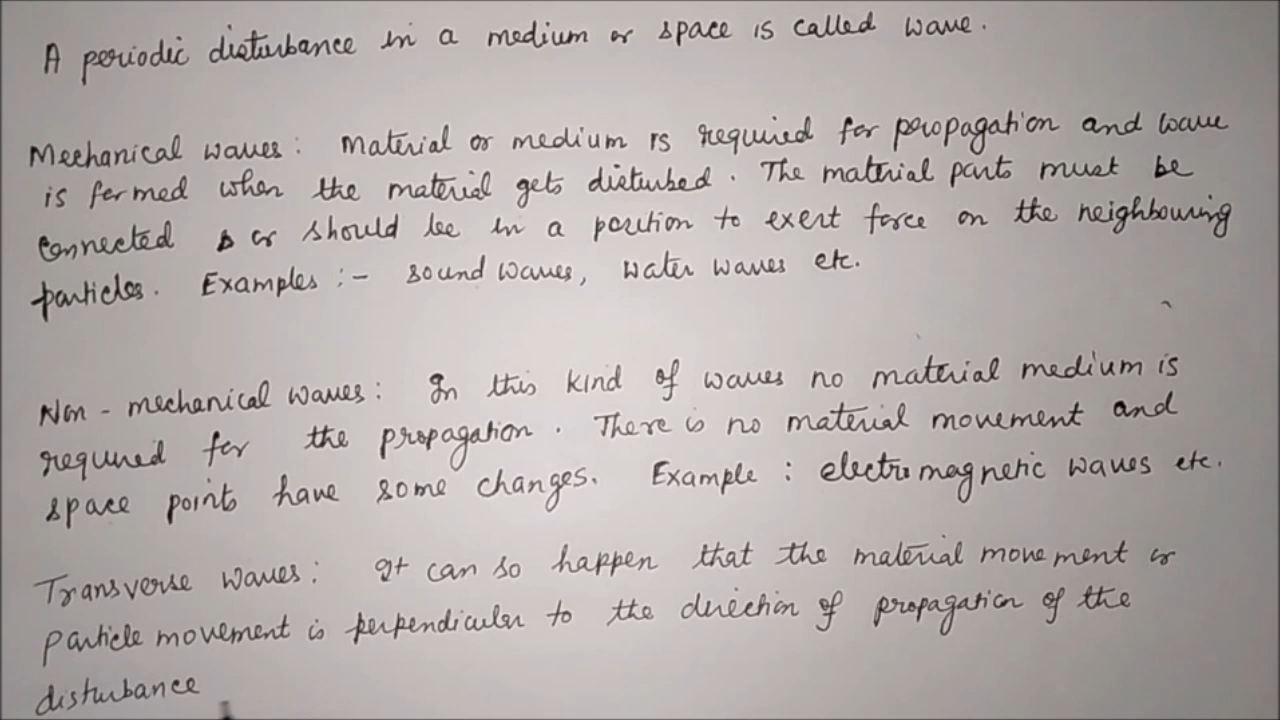 A periodic disturbance in a medium or space is called wave.
Mechanical waves: Material or medium is required for propagation and wave
is formed when the material gets disturbed. The material parts must be
connected or should be in a position to exert force on the neighbouring
particles. Examples :- sound waves, water waves etc.
Non-mechanical waves: In this kind of waves no material medium is
required for the propagation. There is no material movement and
space points have some changes. Example : electromagnetic waves etc.
Transverse waves: It can so happen that the material movement or
particle movement is perpendicular to the direction of propagation of the
disturbance